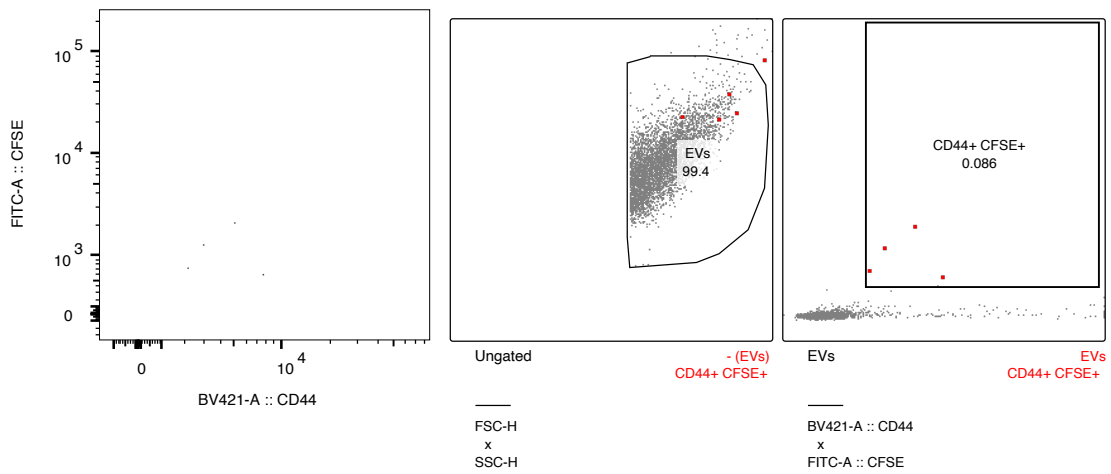 10^5
10^4
10^3
0
FITC-A :: CFSE
0
10^4
BV421-A :: CD44
EVs
99.4
Ungated
- (EVs)
CD44+ CFSE+
FSC-H
x
SSC-H
CD44+ CFSE+
0.086
EVs
EVs
CD44+ CFSE+
BV421-A :: CD44
x
FITC-A :: CFSE